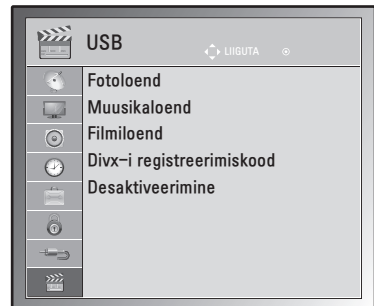 USB
LIIGUTA
Fotoloend
Muusikaloend
Filmiloend
Divx-i registreerimiskood
Desaktiveerimine